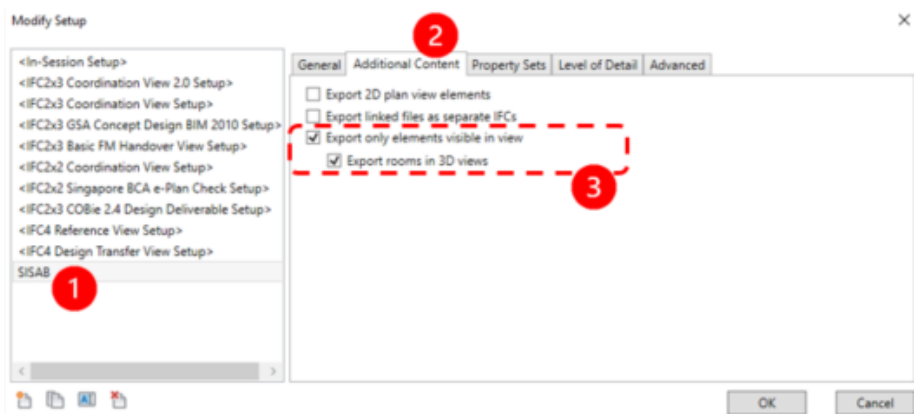 Modify Setup
2
<In-Session Setup>
<IFC2x3 Coordination View 2.0 Setup>
<IFC2x3 Coordination View Setup>
<IFC2x3 GSA Concept Design BIM 2010 Setup>
<IFC2x3 Basic FM Handover View Setup>
<IFC2x2 Coordination View Setup>
<IFC2x2 Singapore BCA e-Plan Check Setup>
<IFC2x3 COBie 2.4 Design Deliverable Setup>
<IFC4 Reference View Setup>
<IFC4 Design Transfer View Setup>
SISAB
1
General Additional Content Property Sets Level of Detail Advanced
Export 2D plan view elements
Export linked files as separate IFCs
Export only elements visible in view
Export rooms in 3D views
3
OK Cancel